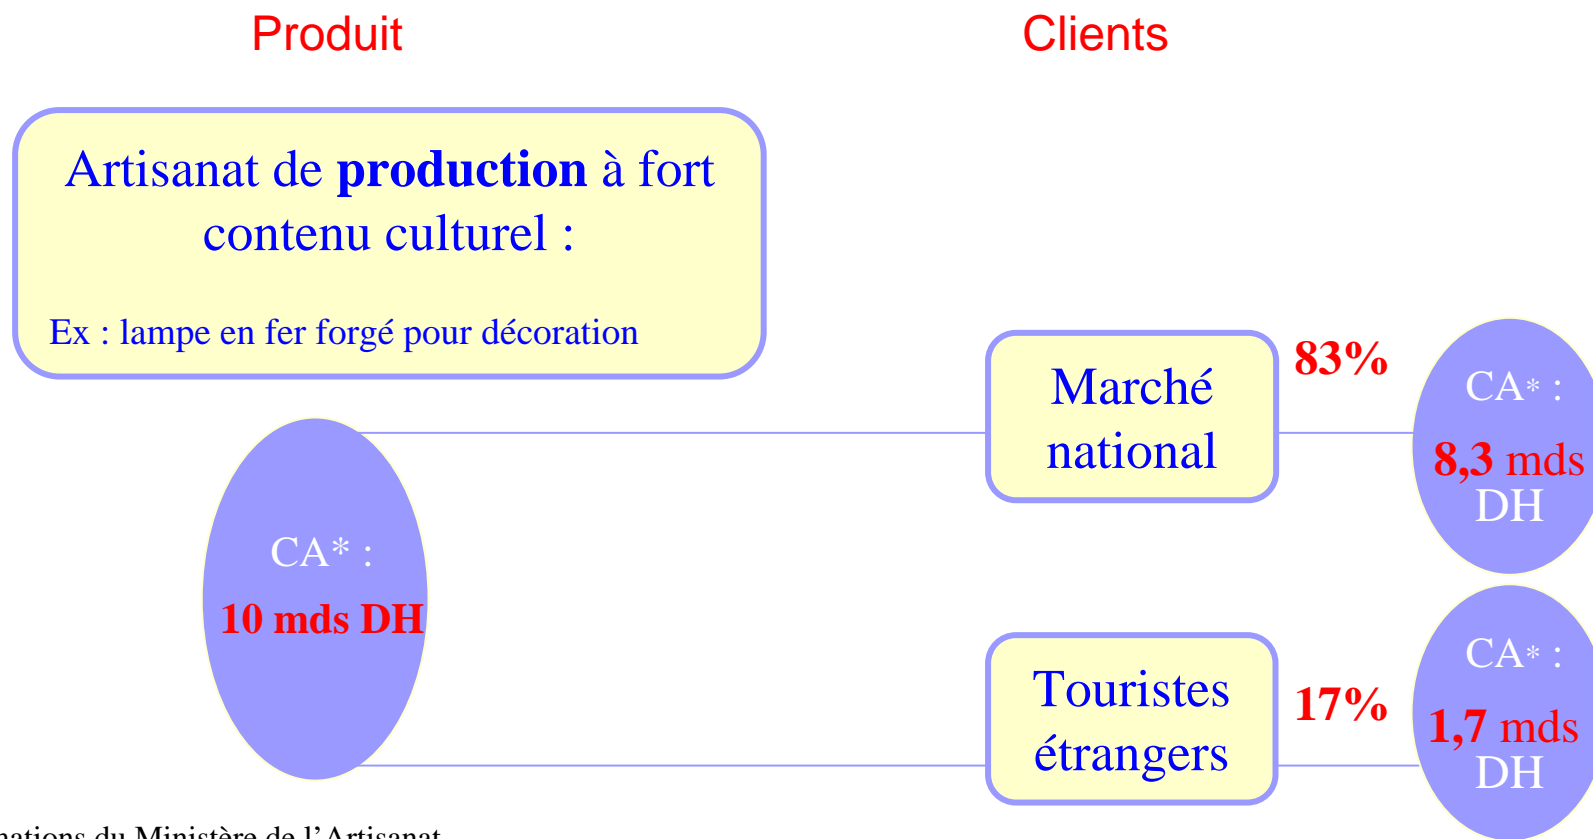 Produit
Clients
Artisanat de production à fort
contenu culturel :
Ex : lampe en fer forgé pour décoration
CA* :
10 mds DH
Marché
national
83%
CA* :
8,3 mds
DH
Touristes
étrangers
17%
CA* :
1,7 mds
DH
du Ministère de l’Artisanat